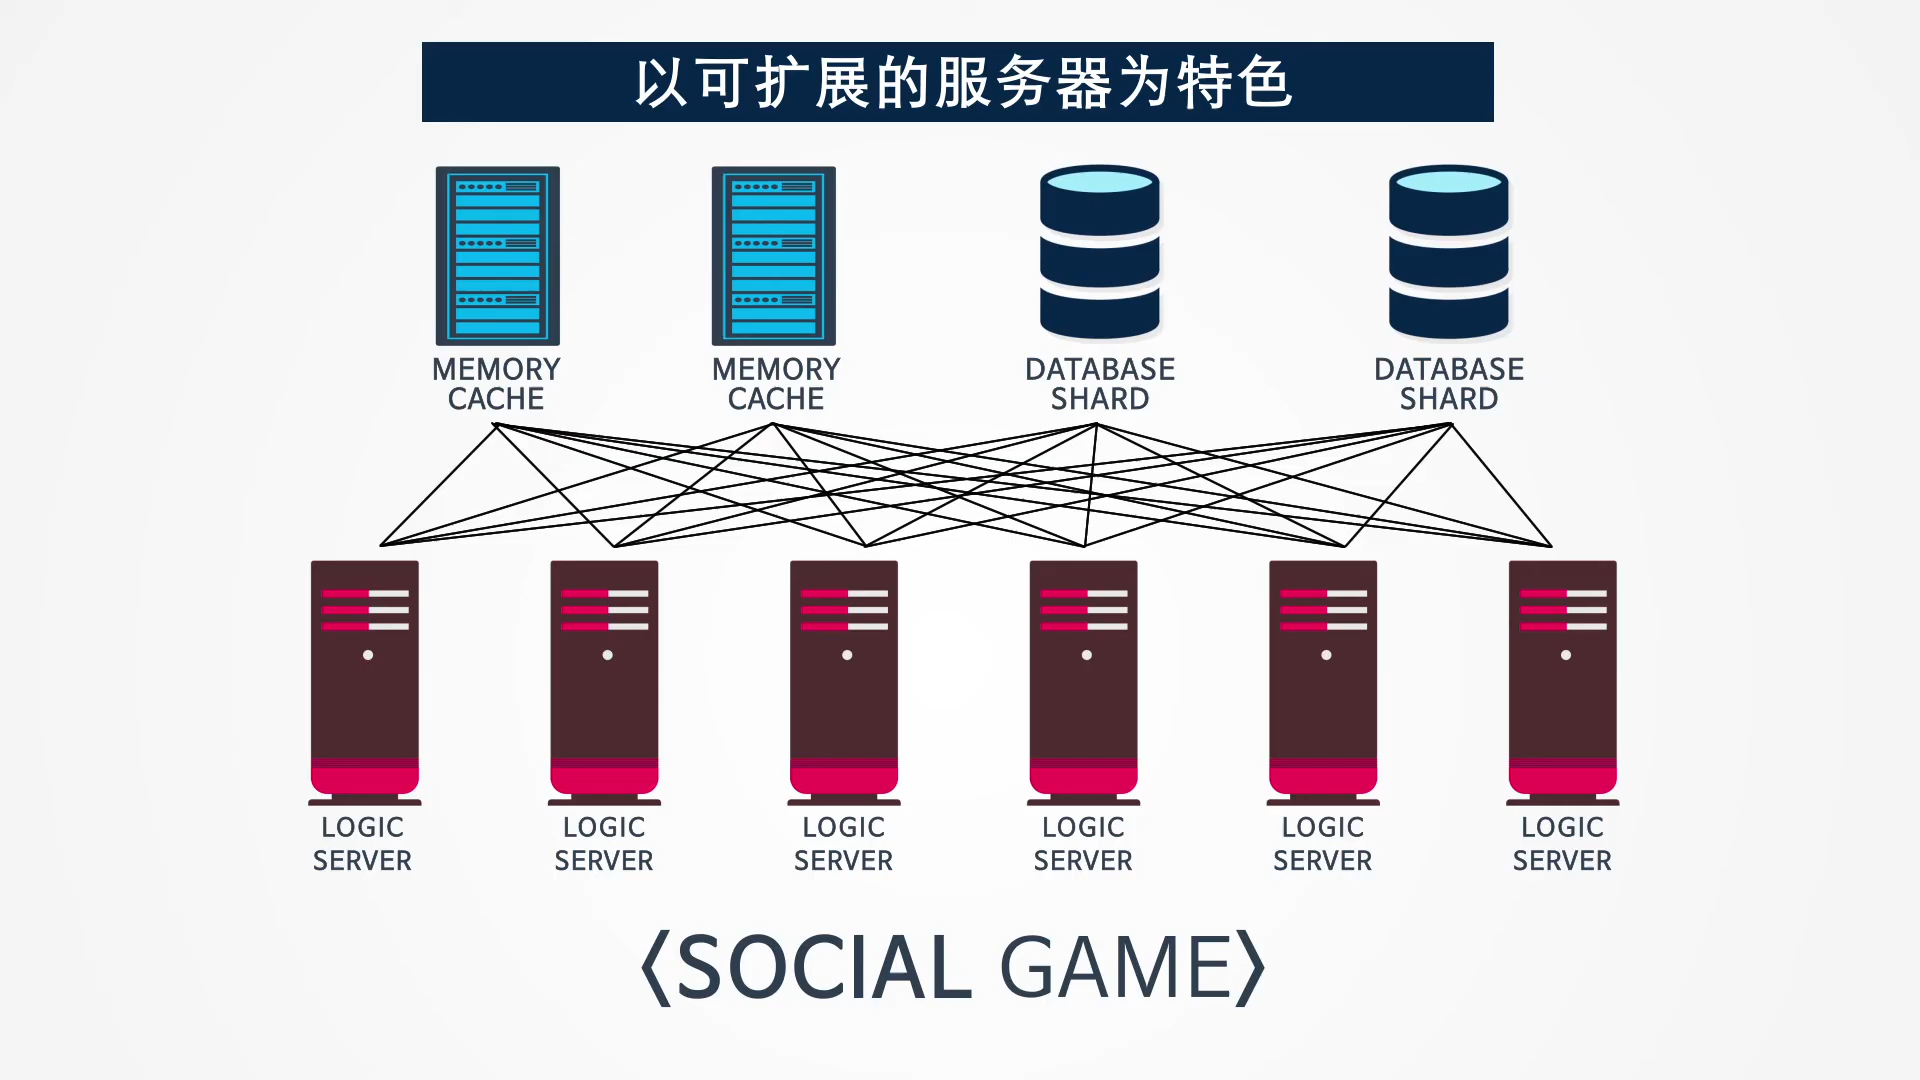 以可扩展的服务器为特色
MEMORY CACHE
MEMORY CACHE
DATABASE SHARD
DATABASE SHARD
LOGIC SERVER
LOGIC SERVER
LOGIC SERVER
LOGIC SERVER
LOGIC SERVER
LOGIC SERVER
〈SOCIAL GAME〉